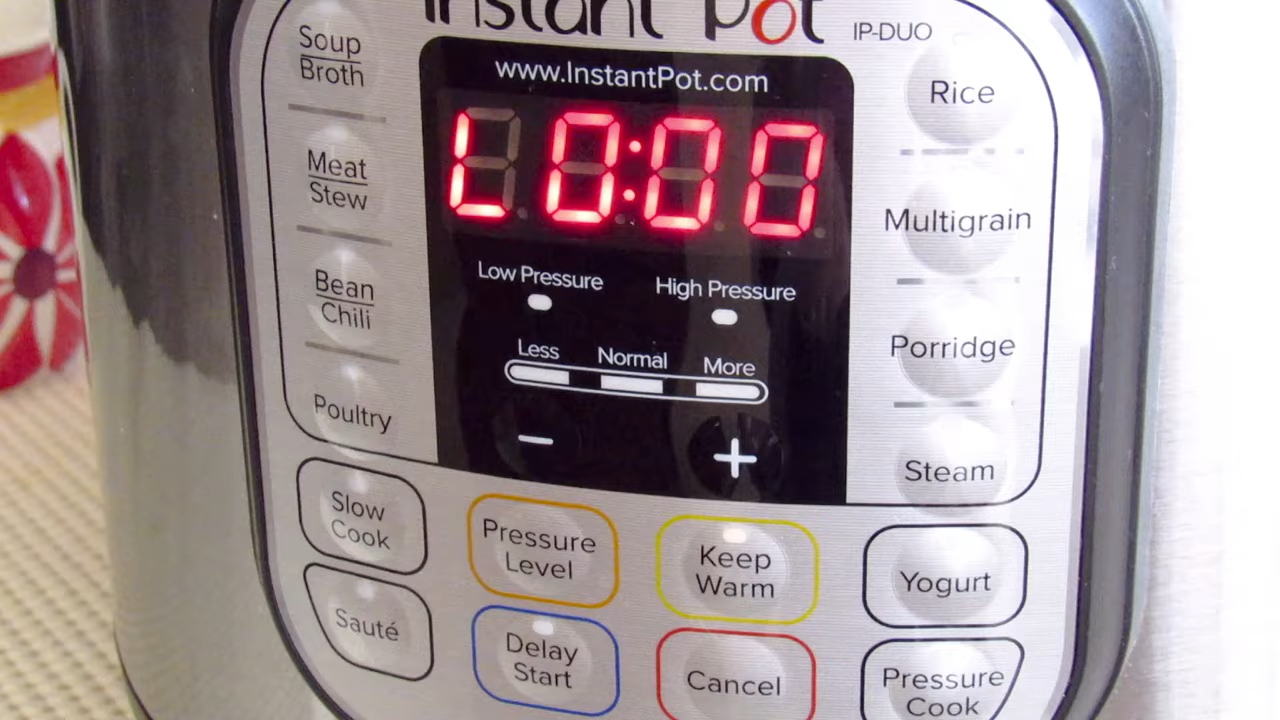 Instant Pot IP-DUO
www.InstantPot.com
L0:00
Low Pressure High Pressure
Less Normal More
− +
Soup
Broth
Meat
Stew
Bean
Chili
Poultry
Rice
Multigrain
Porridge
Steam
Slow
Cook
Sauté
Pressure
Level
Delay
Start
Keep
Warm
Cancel
Yogurt
Pressure
Cook